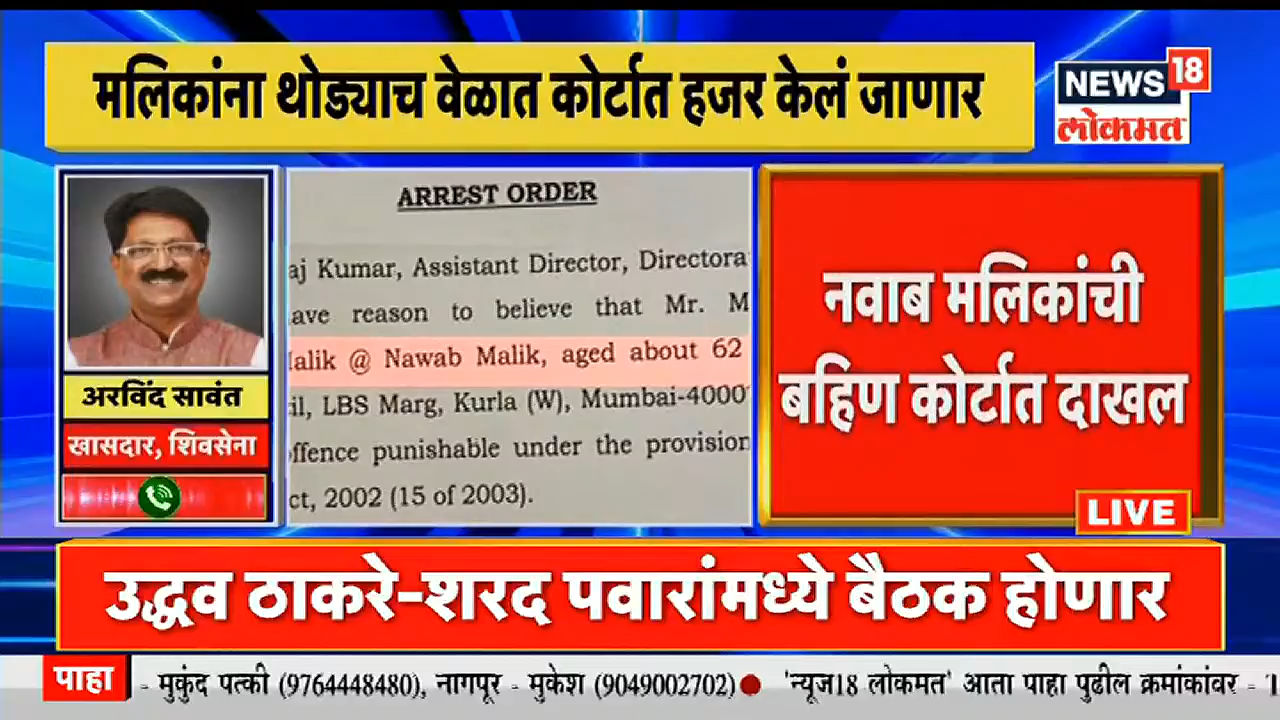 मलिकांना थोड्याच वेळात कोर्टात हजर केलं जाणार
NEWS 18
लोकमत
अरविंद सावंत
खासदार, शिवसेना
ARREST ORDER
aj Kumar, Assistant Director, Directora
ave reason to believe that Mr. M
alik @ Nawab Malik, aged about 62
il, LBS Marg, Kurla (W), Mumbai-4000
ffence punishable under the provision
ct, 2002 (15 of 2003).
नवाब मलिकांची
बहिण कोर्टात दाखल
LIVE
उद्धव ठाकरे-शरद पवारांमध्ये बैठक होणार
पाहा - मुकुंद पत्की (9764448480), नागपूर - मुकेश (9049002702) ● 'न्यूज18 लोकमत' आता पाहा पुढील क्रमांकांवर -